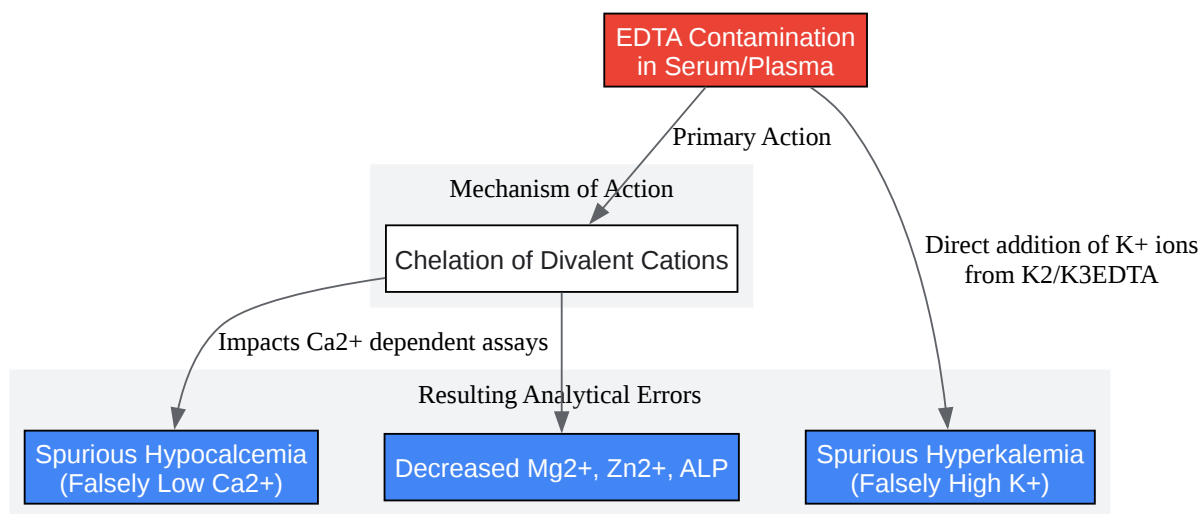 EDTA Contamination
in Serum/Plasma
Primary Action
Mechanism of Action
Direct addition of K+ ions
from K2/K3EDTA
Chelation of Divalent Cations
Impacts Ca2+ dependent assays
Resulting Analytical Errors
Spurious Hypocalcemia
(Falsely Low Ca2+)
Decreased Mg2+, Zn2+, ALP
Spurious Hyperkalemia
(Falsely High K+)